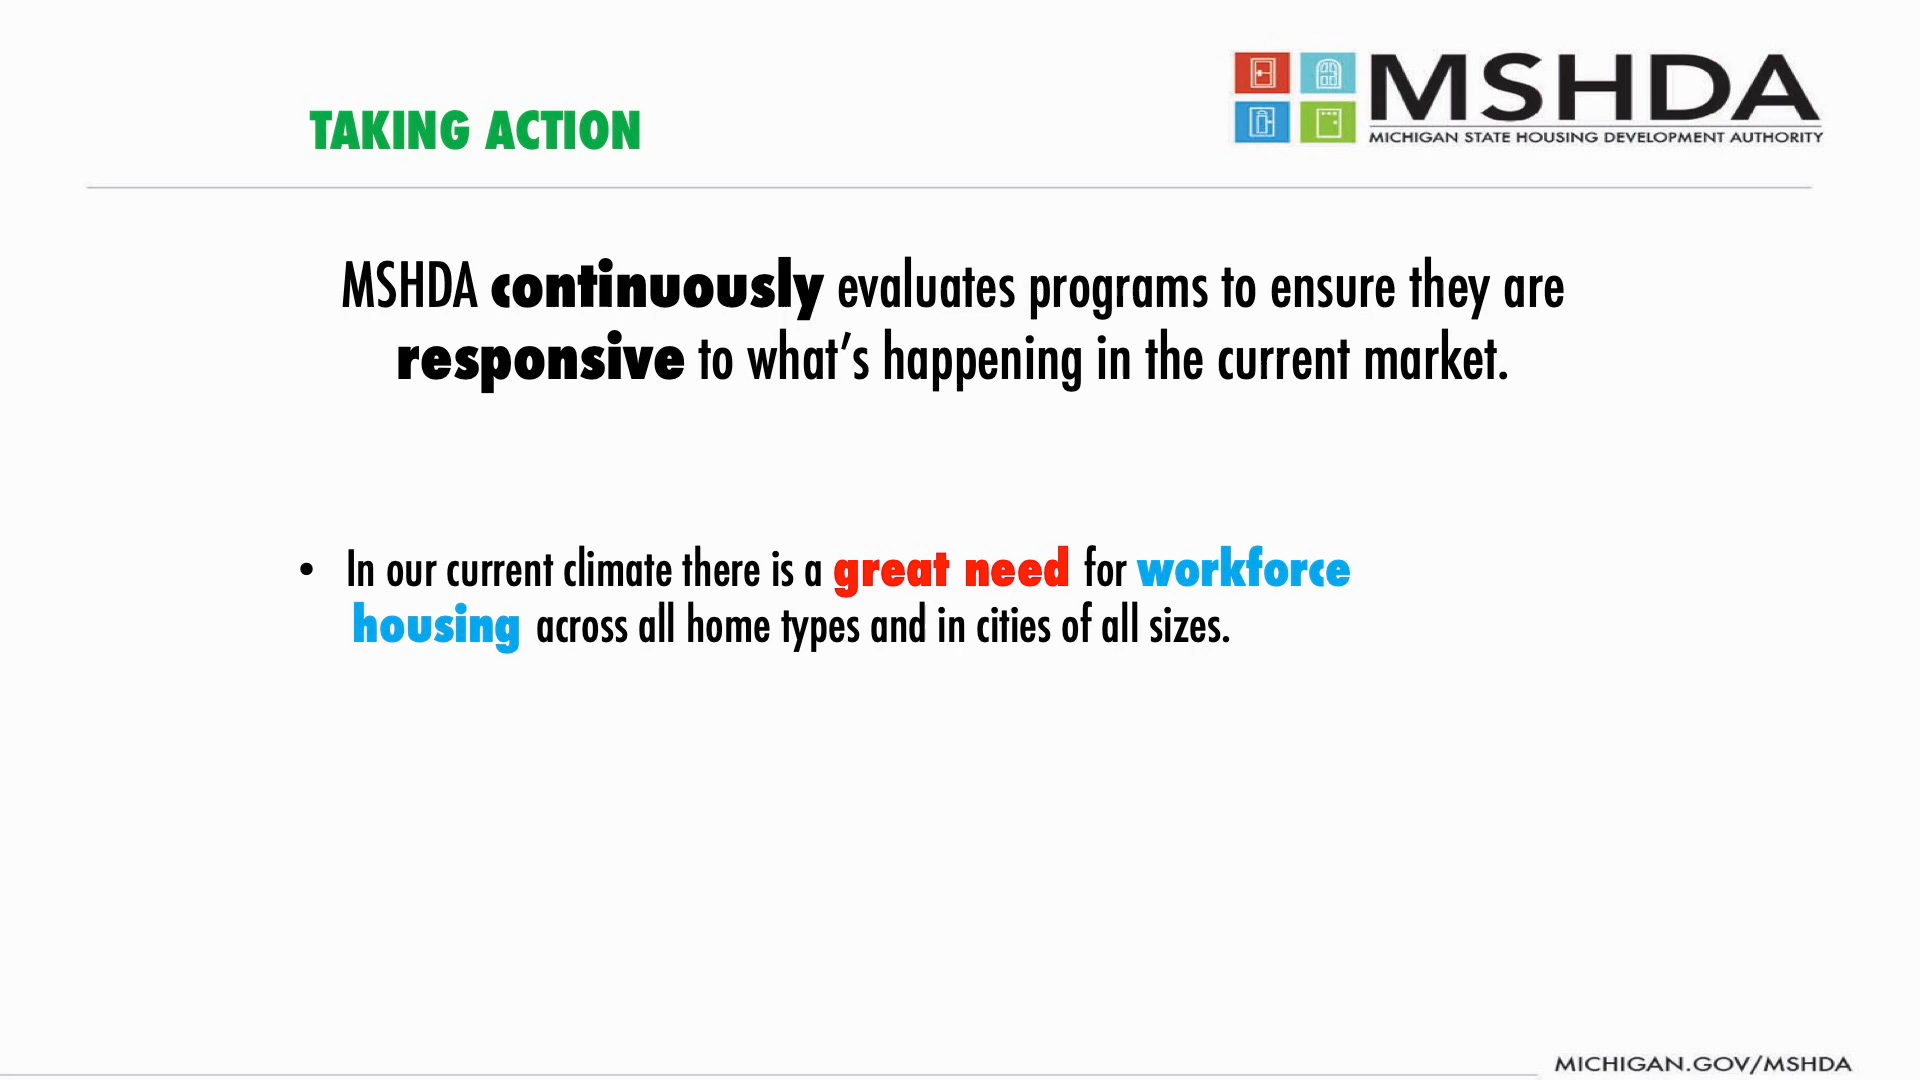 TAKING ACTION
MSHDA
MICHIGAN STATE HOUSING DEVELOPMENT AUTHORITY
MSHDA continuously evaluates programs to ensure they are
responsive to what’s happening in the current market.
• In our current climate there is a great need for workforce
housing across all home types and in cities of all sizes.
MICHIGAN.GOV/MSHDA